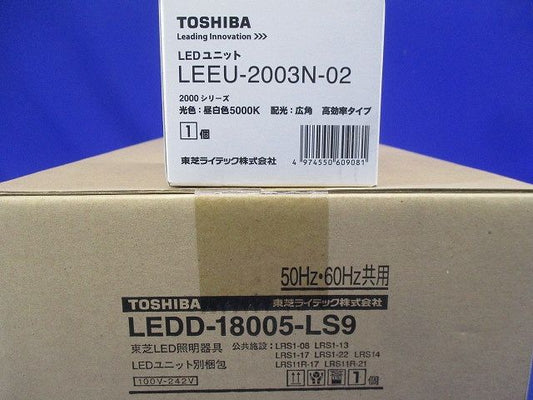 TOSHIBA
Leading Innovation >>>
LEDユニット
LEEU-2003N-02
2000 シリーズ
光色：昼白色5000K 配光：広角 高効率タイプ
1 個
東芝ライテック株式会社
4 974550 609081
50Hz・60Hz共用
TOSHIBA 東芝ライテック株式会社
LEDD-18005-LS9
東芝LED照明器具 公共施設： LRS1-08 LRS1-13
LRS1-17 LRS1-22 LRS14
LEDユニット別梱包 LRS11R-17 LRS11R-21
100V-242V 1 個